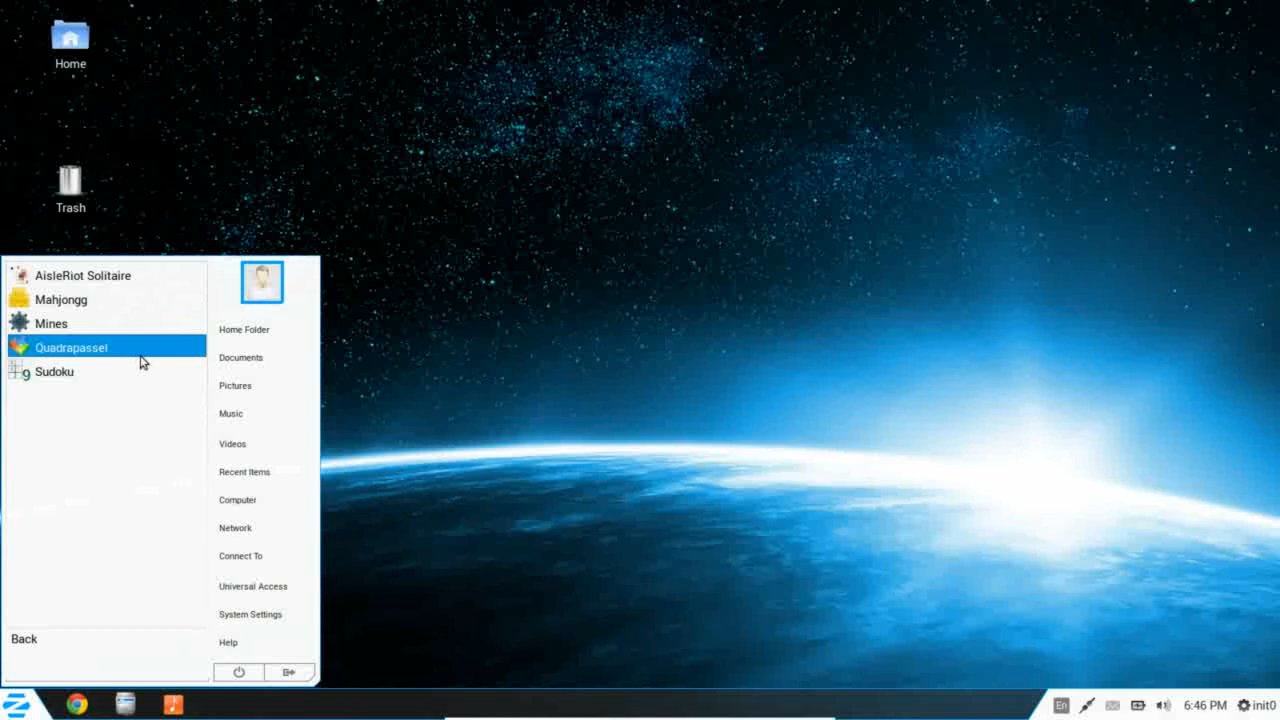 Home
Trash
AisleRiot Solitaire
Mahjongg
Mines
Quadrapassel
Sudoku
9
Back
Home Folder
Documents
Pictures
Music
Videos
Recent Items
Computer
Network
Connect To
Universal Access
System Settings
Help
En
6:46 PM
init0